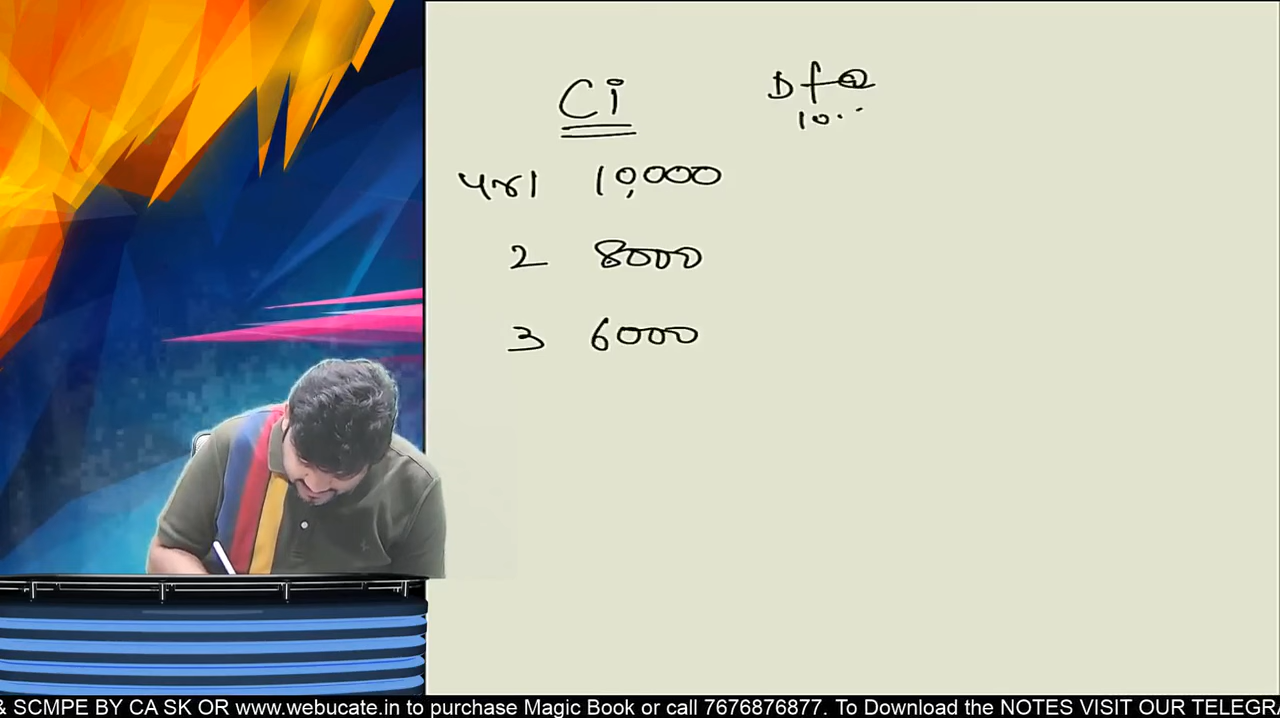 Ci Df@
10%
yr1 10,000
2 8000
3 6000
& SCMPE BY CA SK OR www.webucate.in to purchase Magic Book or call 7676876877. To Download the NOTES VISIT OUR TELEGRA